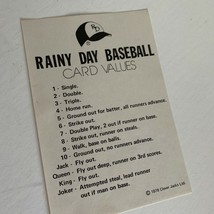 RD
RAINY DAY BASEBALL
CARD VALUES
1 - Single.
2 - Double.
3 - Triple.
4 - Home run.
5 - Ground out for batter, all runners advance.
6 - Strike out.
7 - Double Play, 2 out if runner on base.
8 - Strike out, runner on steals.
9 - Walk, base on balls.
10 - Ground out, no runners advance.
Jack - Fly out.
Queen - Fly out deep, runner on 3rd scores.
King - Fly out.
Joker - Attempted steal, lead runner
out if man on base.